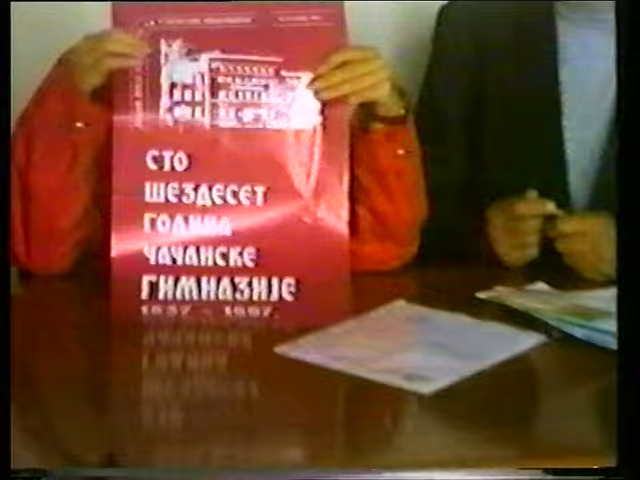 СТО
ШЕЗДЕСЕТ
ГОДИНА
ЧАЧАНСКЕ
ГИМНАЗИЈЕ
1837 - 1997